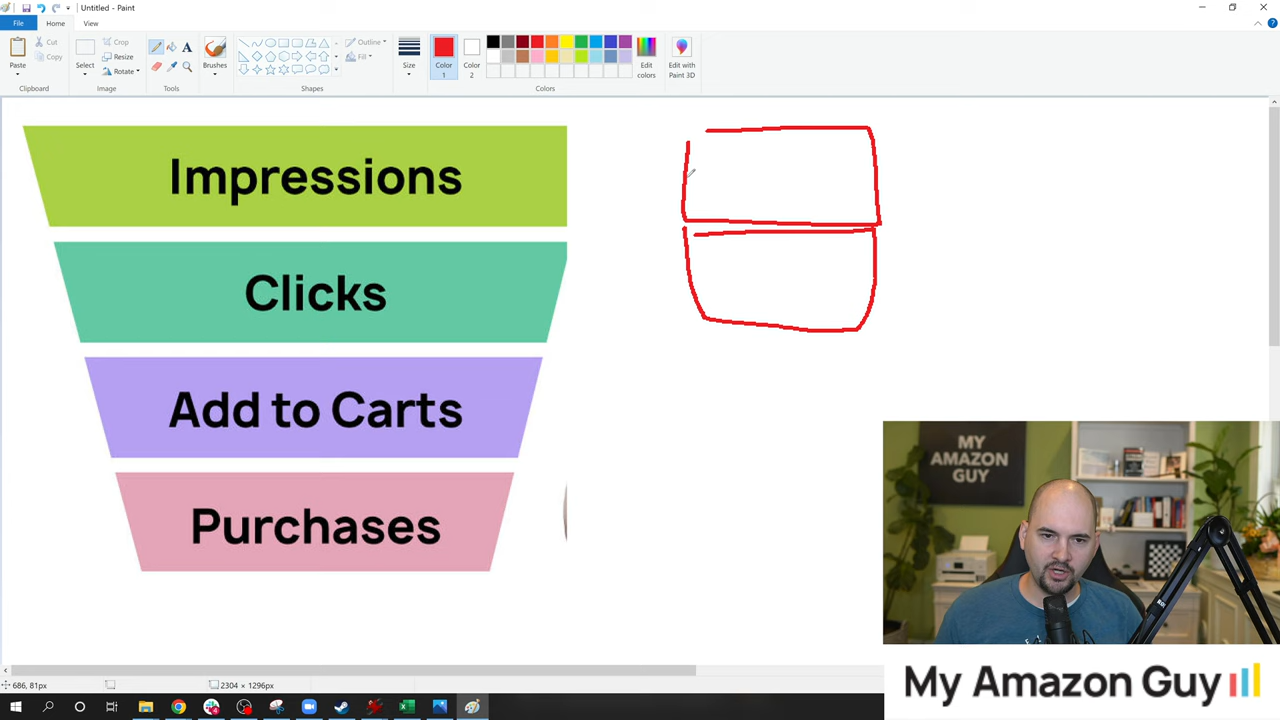 Untitled - Paint
File
Home
View
Paste
Cut
Copy
Clipboard
Select
Crop
Resize
Rotate
Image
A
Tools
Brushes
Shapes
Outline
Fill
Size
Color
1
Color
2
Edit
colors
Edit with
Paint 3D
Colors
Impressions
Clicks
Add to Carts
Purchases
MY
AMAZON
GUY
My Amazon Guy
686, 81px
2304 × 1296px